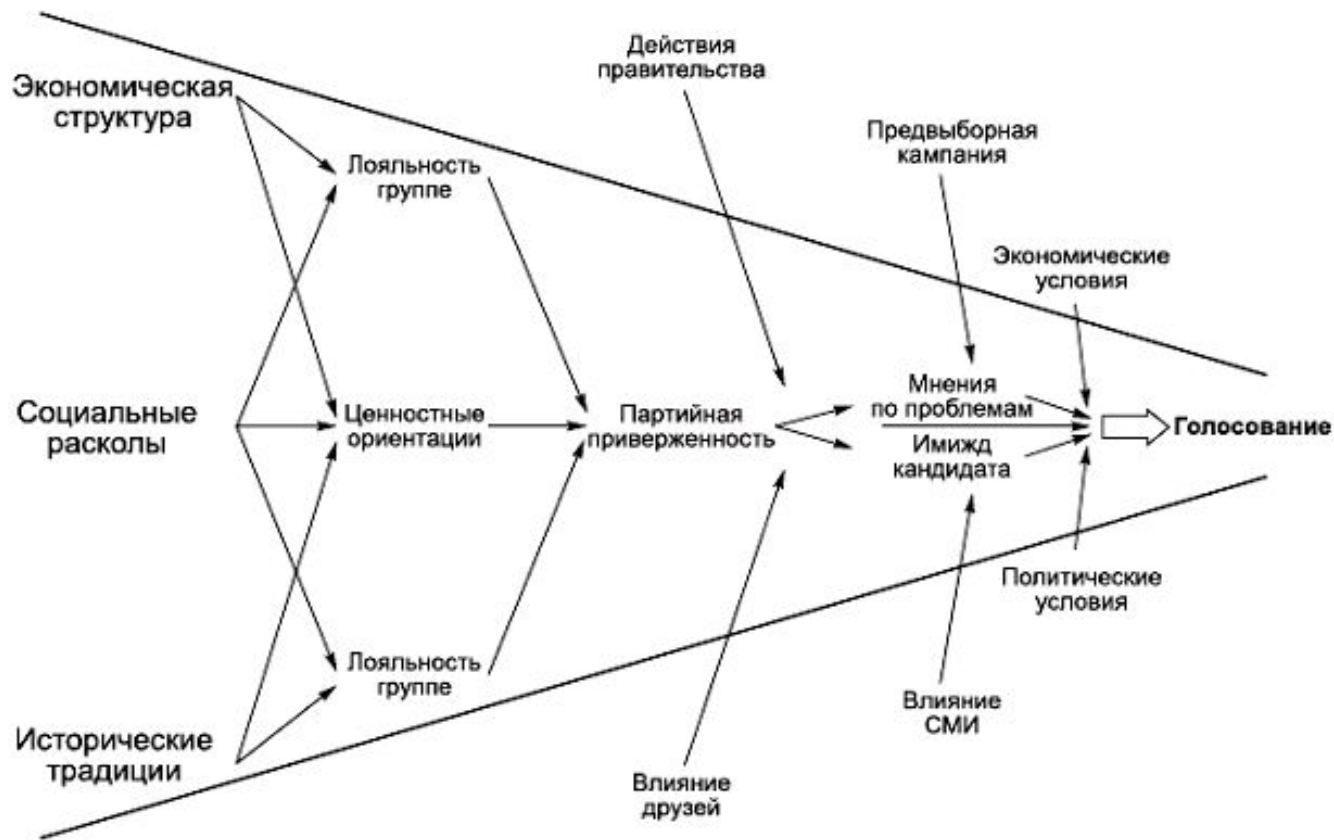 Действия
правительства
Экономическая
структура
Предвыборная
кампания
Лояльность
группе
Экономические
условия
Социальные
расколы
Ценностные
ориентации
Партийная
приверженность
Мнения
по проблемам
Имижд
кандидата
Голосование
Политические
условия
Лояльность
группе
Влияние
СМИ
Исторические
традиции
Влияние
друзей